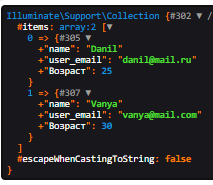 Illuminate\Support\Collection {#302 ▼ /
#items: array:2 [▼
0 => {#305 ▼
+"name": "Danil"
+"user_email": "danil@mail.ru"
+"Возраст": 25
}
1 => {#307 ▼
+"name": "Vanya"
+"user_email": "vanya@mail.com"
+"Возраст": 30
}
]
#escapeWhenCastingToString: false
}